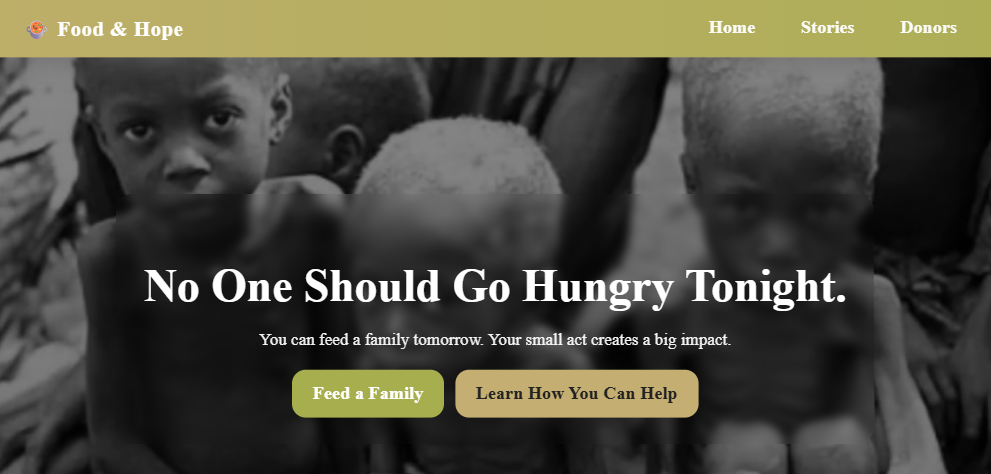 Food & Hope
Home
Stories
Donors
No One Should Go Hungry Tonight.
You can feed a family tomorrow. Your small act creates a big impact.
Feed a Family
Learn How You Can Help